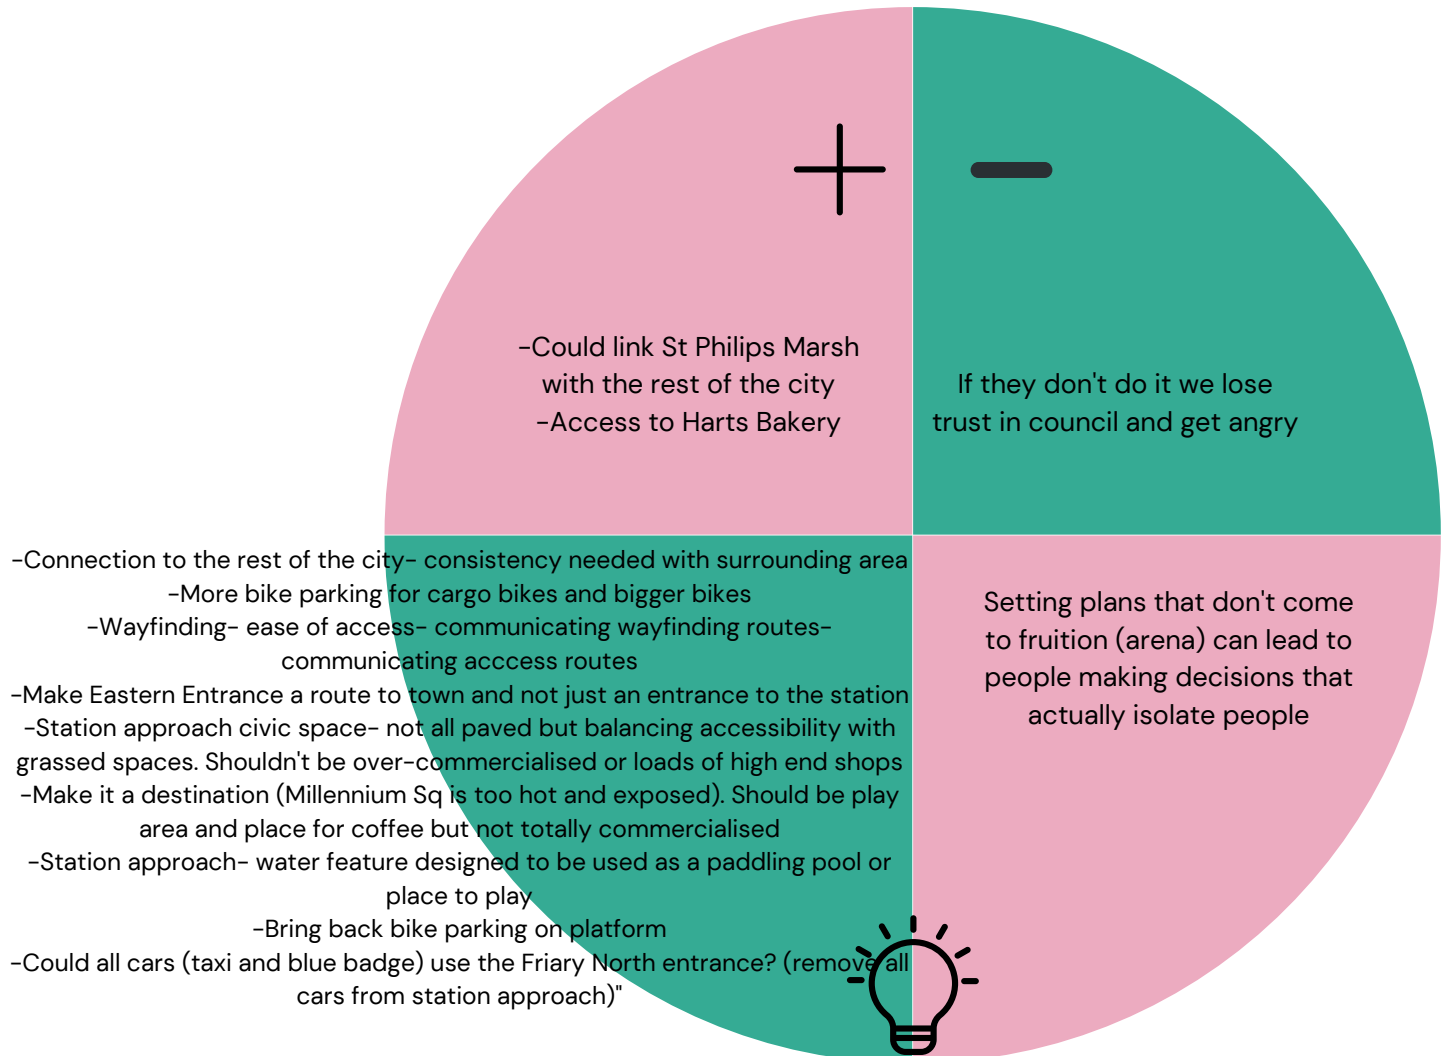 -Could link St Philips Marsh
with the rest of the city
-Access to Harts Bakery
If they don't do it we lose
trust in council and get angry
-Connection to the rest of the city- consistency needed with surrounding area
-More bike parking for cargo bikes and bigger bikes
-Wayfinding- ease of access- communicating wayfinding routes-
communicating acccess routes
-Make Eastern Entrance a route to town and not just an entrance to the station
-Station approach civic space- not all paved but balancing accessibility with
grassed spaces. Shouldn't be over-commercialised or loads of high end shops
-Make it a destination (Millennium Sq is too hot and exposed). Should be play
area and place for coffee but not totally commercialised
-Station approach- water feature designed to be used as a paddling pool or
place to play
-Bring back bike parking on platform
-Could all cars (taxi and blue badge) use the Friary North entrance? (remove all
cars from station approach)"
Setting plans that don't come
to fruition (arena) can lead to
people making decisions that
actually isolate people